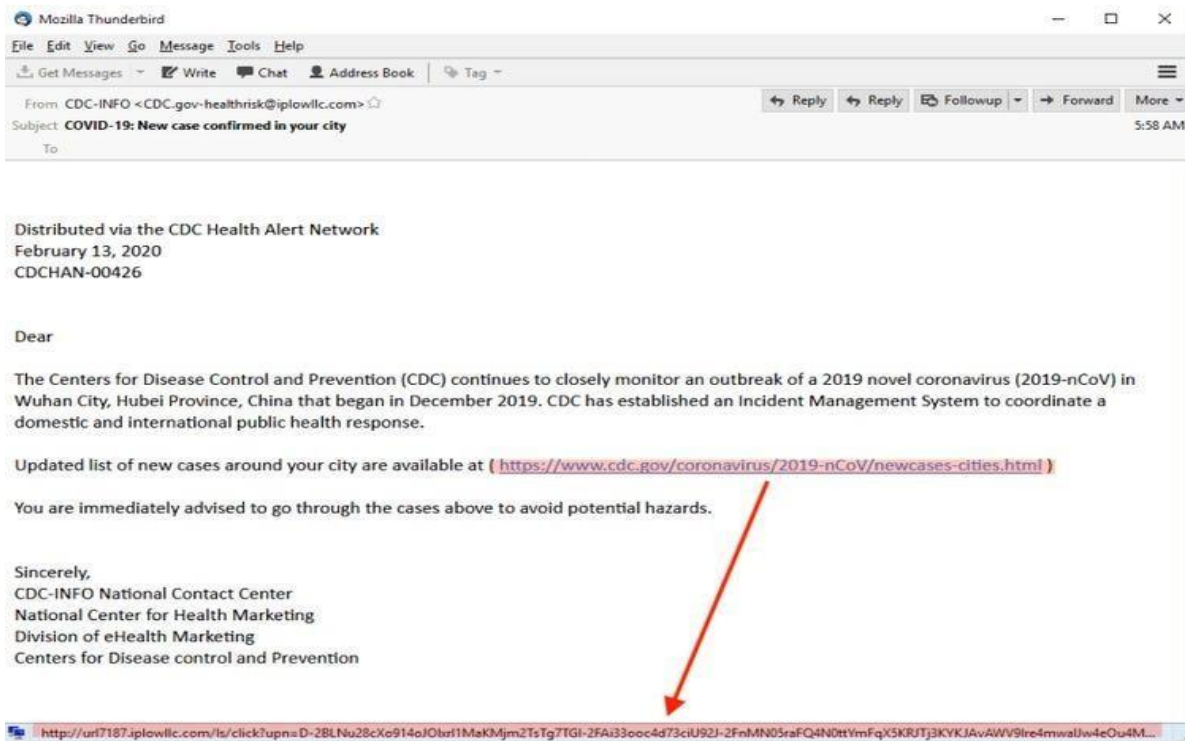 Mozilla Thunderbird
File Edit View Go Message Tools Help
Get Messages Write Chat Address Book Tag
From CDC-INFO <CDC.gov-healthrisk@iplowllc.com> Reply Reply Followup Forward More
Subject COVID-19: New case confirmed in your city 5:58 AM
To
Distributed via the CDC Health Alert Network
February 13, 2020
CDCHAN-00426
Dear
The Centers for Disease Control and Prevention (CDC) continues to closely monitor an outbreak of a 2019 novel coronavirus (2019-nCoV) in
Wuhan City, Hubei Province, China that began in December 2019. CDC has established an Incident Management System to coordinate a
domestic and international public health response.
Updated list of new cases around your city are available at ( https://www.cdc.gov/coronavirus/2019-nCoV/newcases-cities.html )
You are immediately advised to go through the cases above to avoid potential hazards.
Sincerely,
CDC-INFO National Contact Center
National Center for Health Marketing
Division of eHealth Marketing
Centers for Disease control and Prevention